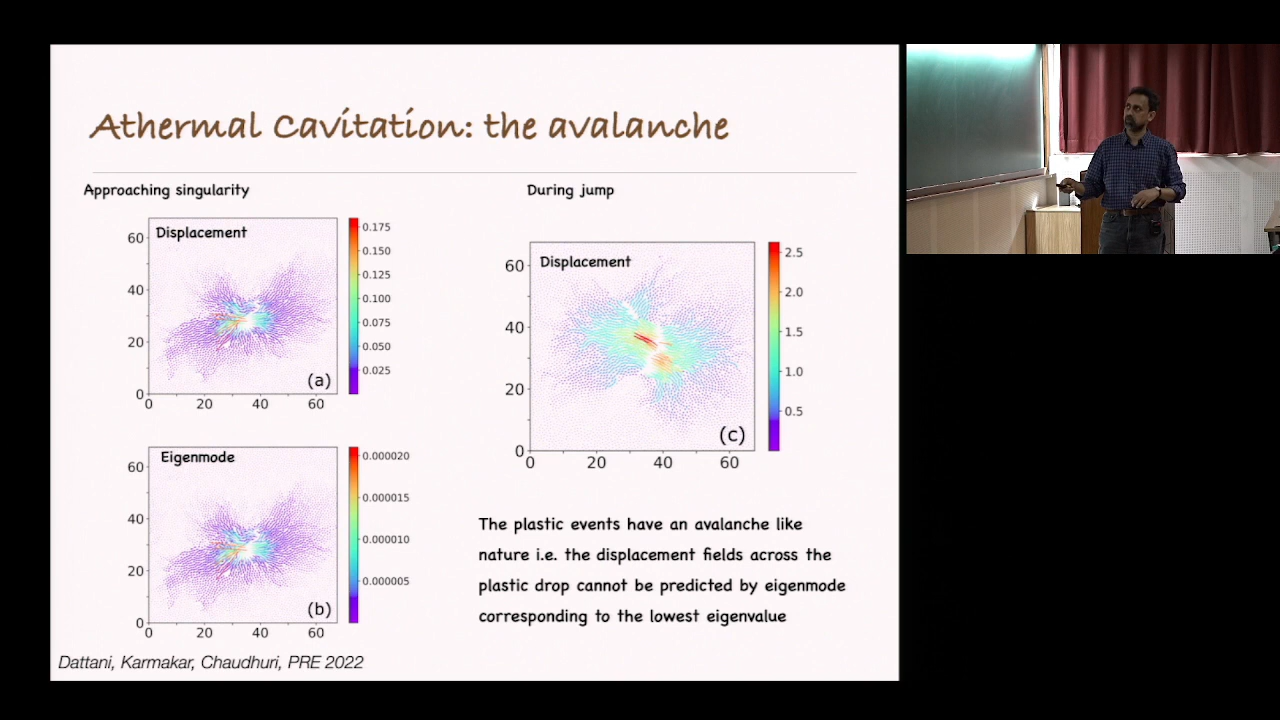 Athermal Cavitation: the avalanche
Approaching singularity
During jump
Displacement
60
40
20
0
0 20 40 60
(a)
0.175
0.150
0.125
0.100
0.075
0.050
0.025
Eigenmode
60
40
20
0
0 20 40 60
(b)
0.000020
0.000015
0.000010
0.000005
Displacement
60
40
20
0
0 20 40 60
(c)
2.5
2.0
1.5
1.0
0.5
The plastic events have an avalanche like
nature i.e. the displacement fields across the
plastic drop cannot be predicted by eigenmode
corresponding to the lowest eigenvalue
Dattani, Karmakar, Chaudhuri, PRE 2022